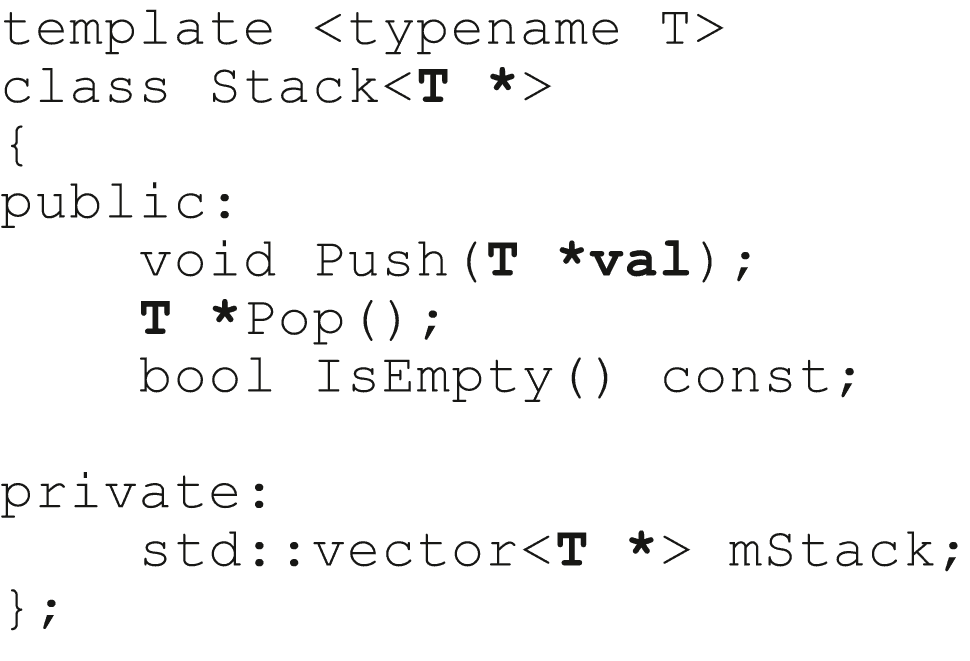 template <typename T>
class Stack<T *>
{
public:
    void Push(T *val);
    T *Pop();
    bool IsEmpty() const;

private:
    std::vector<T *> mStack;
};